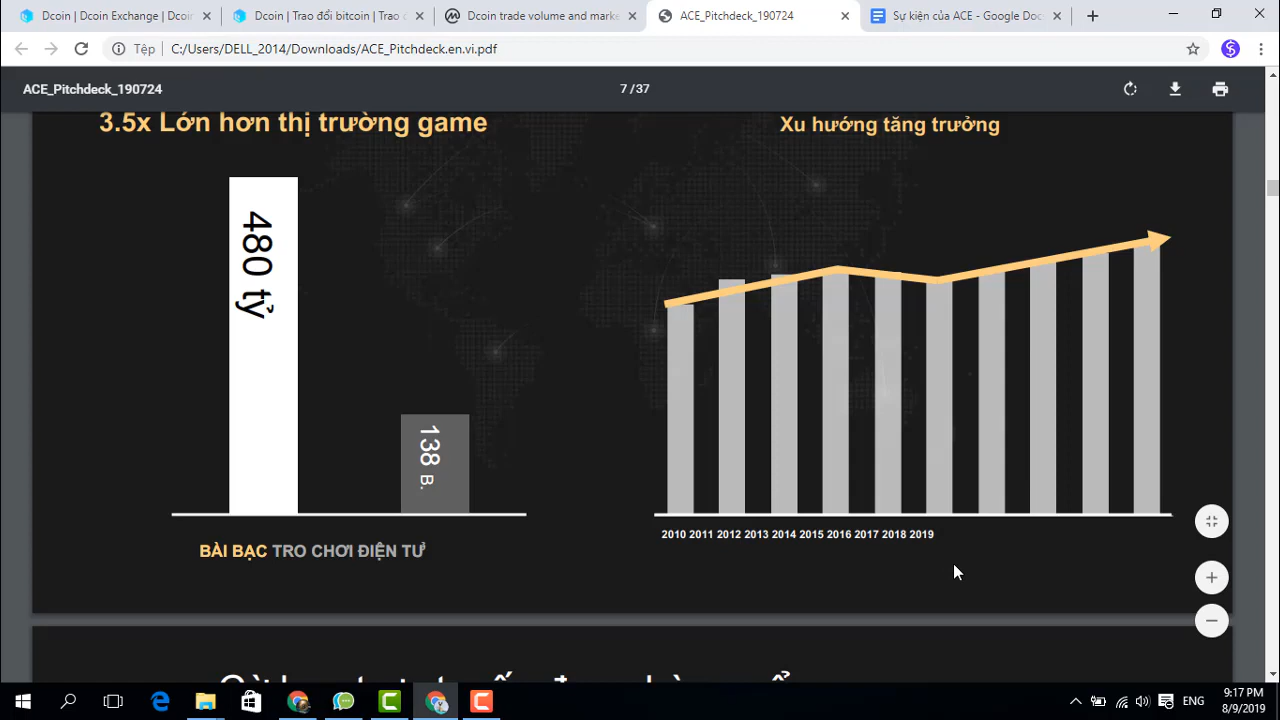 Dcoin | Dcoin Exchange | Dcoin
Dcoin | Trao đổi bitcoin | Trao
Dcoin trade volume and mark
ACE_Pitchdeck_190724
Sự kiện của ACE - Google Doc
Tệp
C:/Users/DELL_2014/Downloads/ACE_Pitchdeck.en.vi.pdf
ACE_Pitchdeck_190724
7 / 37
3.5x Lớn hơn thị trường game
Xu hướng tăng trưởng
480 tỷ
138 B.
2010 2011 2012 2013 2014 2015 2016 2017 2018 2019
BÀI BẠC TRO CHƠI ĐIỆN TỬ
ENG
9:17 PM
8/9/2019